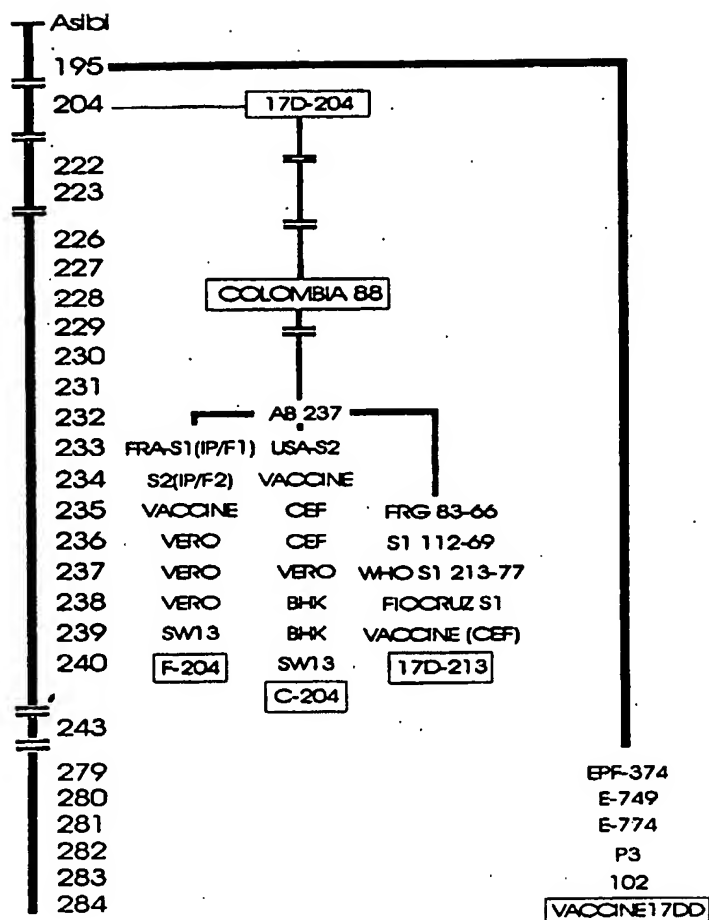 Asibi
195
204 17D-204
222
223
226
227
228 COLOMBIA 88
229
230
231
232 AB 237
233 FRA-S1(IP/F1) USA-S2
234 S2(IP/F2) VACCINE
235 VACCINE CEF FRG 83-66
236 VERO CEF S1 112-69
237 VERO VERO WHO S1 213-77
238 VERO BHK FIOCRUZ S1
239 SW13 BHK VACCINE (CEF)
240 F-204 SW13 17D-213
C-204
243
279 EPF-374
280 E-749
281 E-774
282 P3
283 102
284 VACCINE17DD